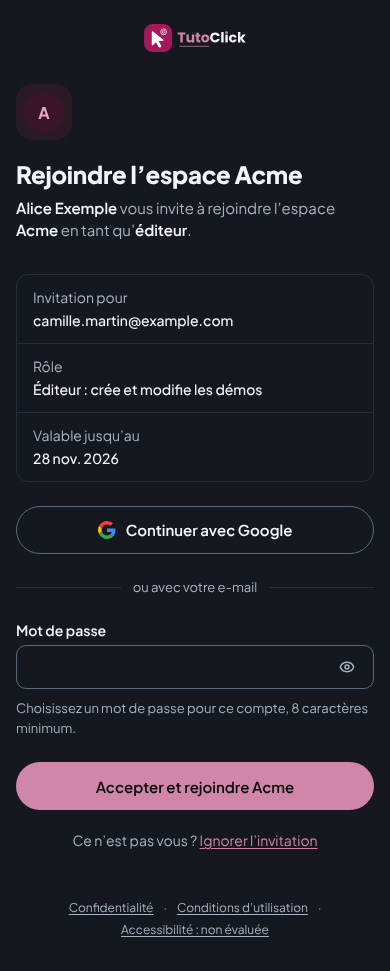 TutoClick
A
Rejoindre l’espace Acme
Alice Exemple vous invite à rejoindre l’espace
Acme en tant qu’éditeur.
Invitation pour
camille.martin@example.com
Rôle
Éditeur : crée et modifie les démos
Valable jusqu’au
28 nov. 2026
Continuer avec Google
ou avec votre e-mail
Mot de passe
Choisissez un mot de passe pour ce compte, 8 caractères
minimum.
Accepter et rejoindre Acme
Ce n’est pas vous ? Ignorer l’invitation
Confidentialité · Conditions d’utilisation ·
Accessibilité : non évaluée